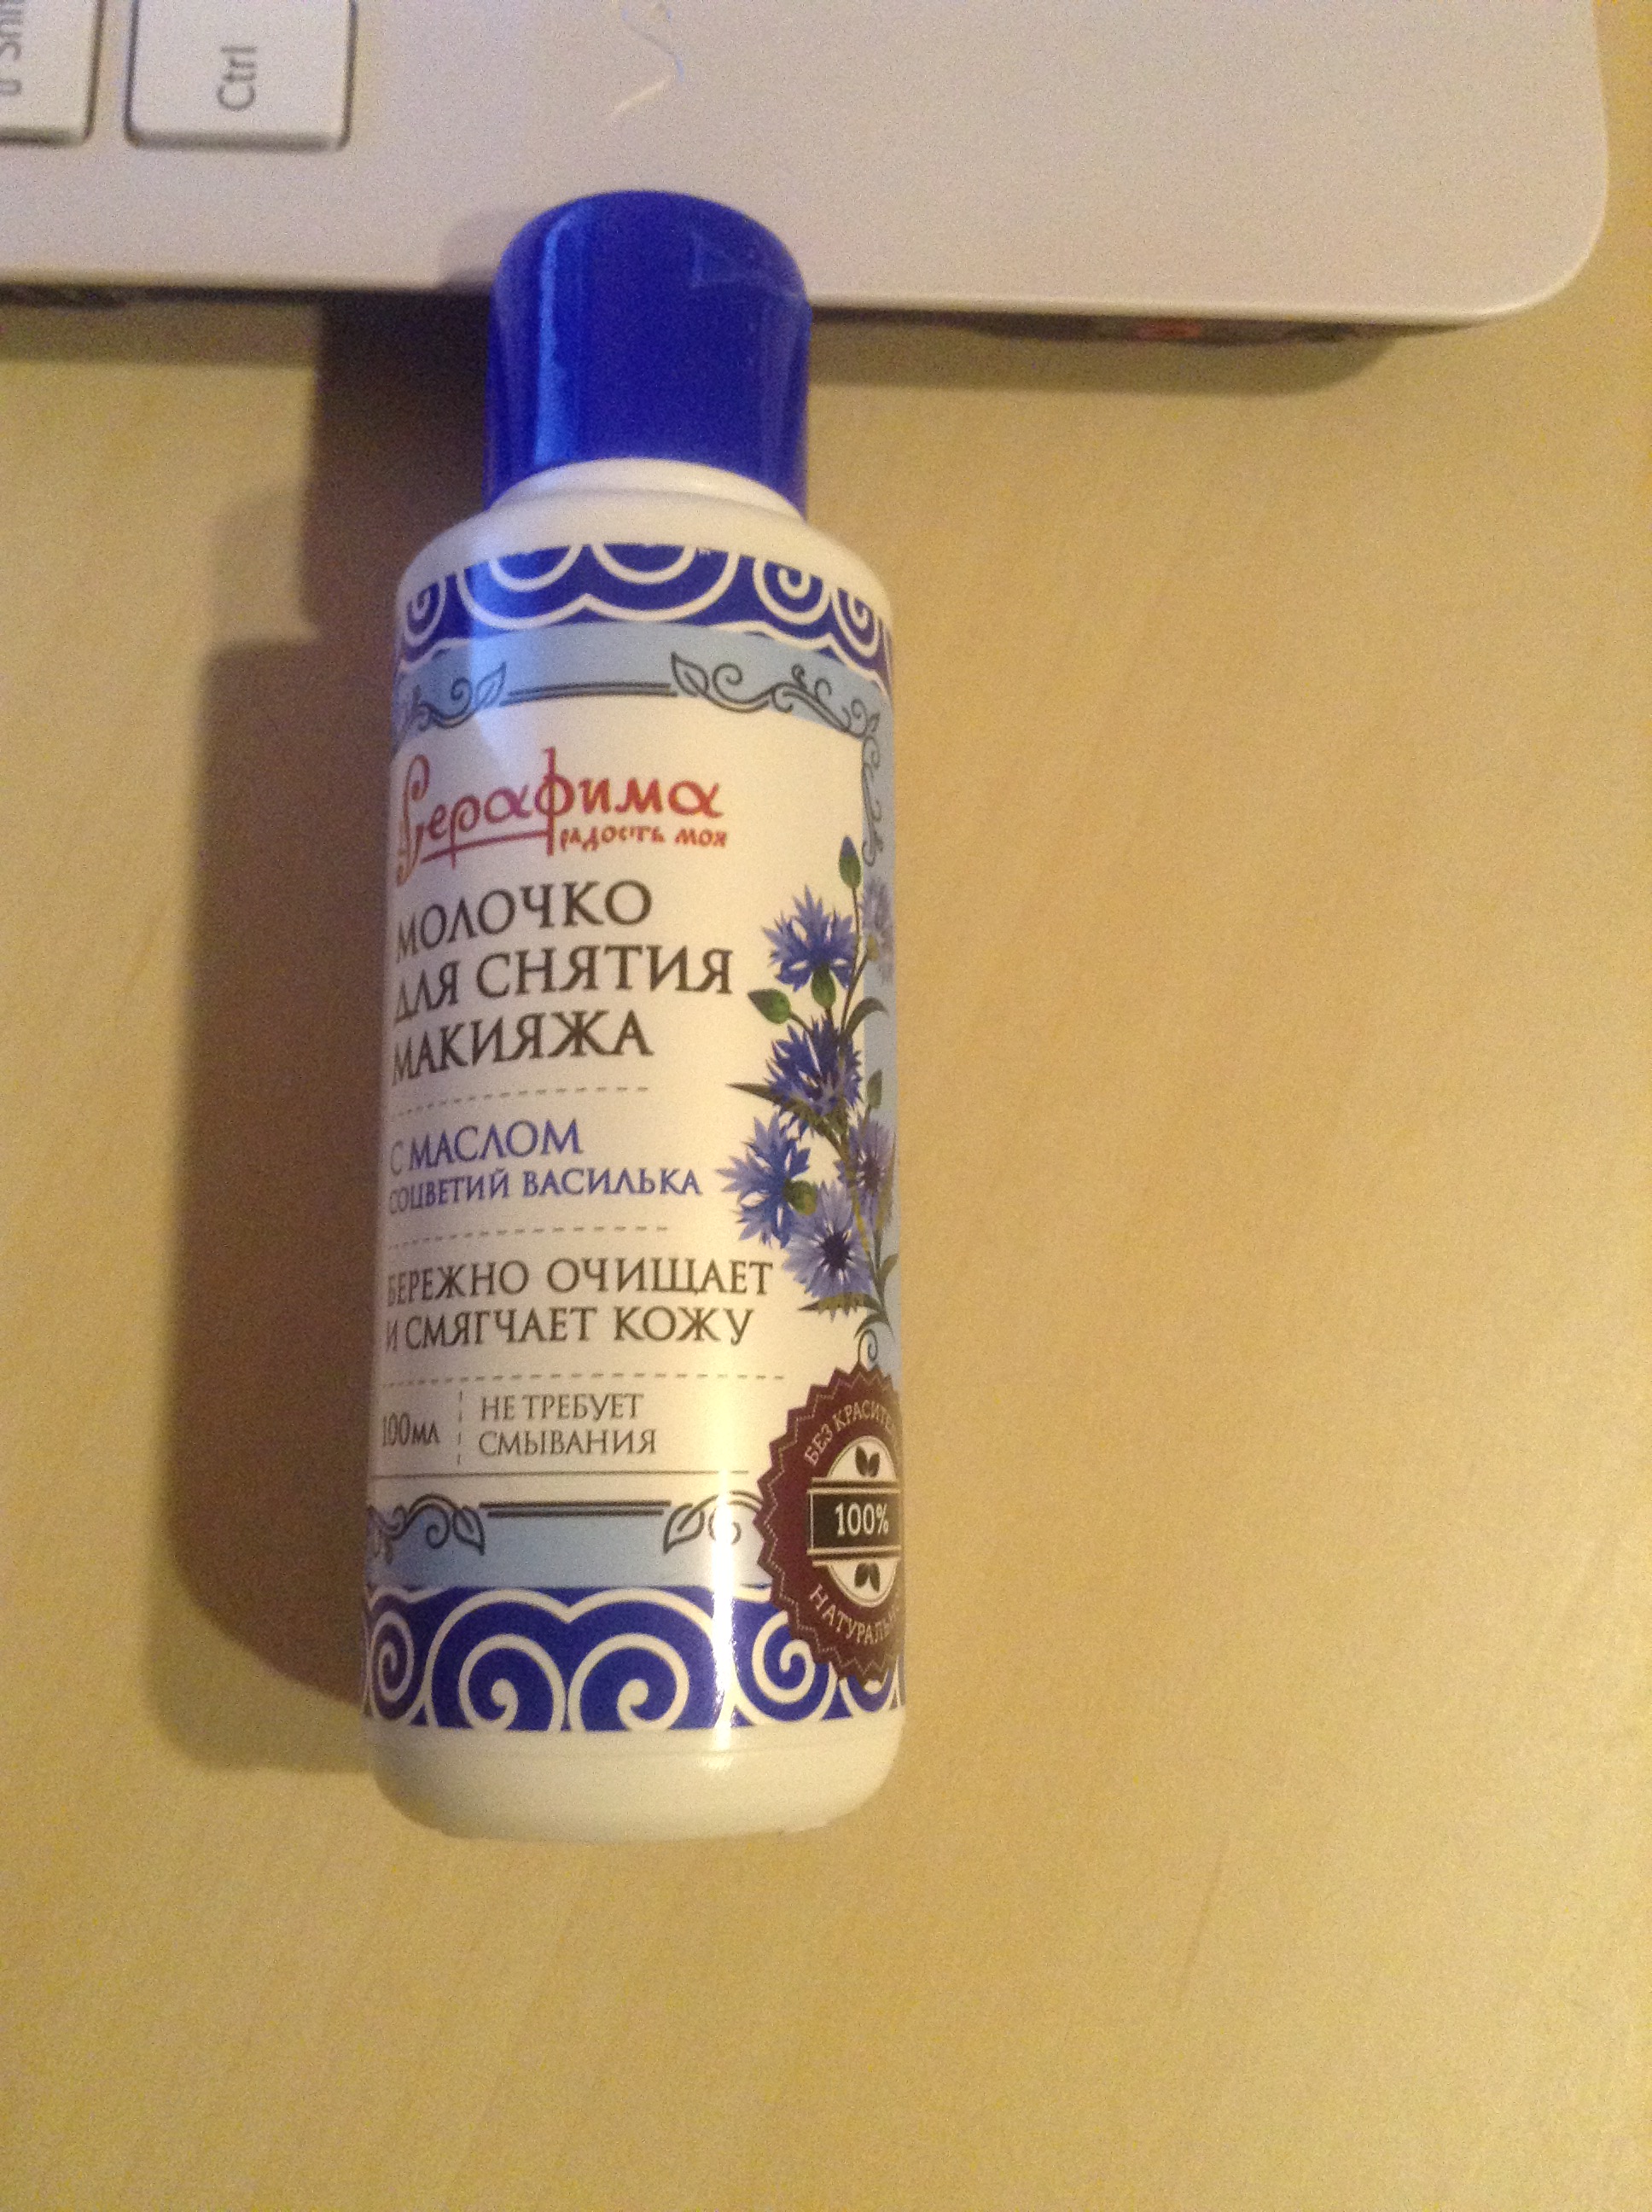 Ctrl
Серафима
радость моя
МОЛОЧКО
ДЛЯ СНЯТИЯ
МАКИЯЖА
С МАСЛОМ
СОЦВЕТИЙ ВАСИЛЬКА
БЕРЕЖНО ОЧИЩАЕТ
И СМЯГЧАЕТ КОЖУ
100мл
НЕ ТРЕБУЕТ
СМЫВАНИЯ
БЕЗ
100%